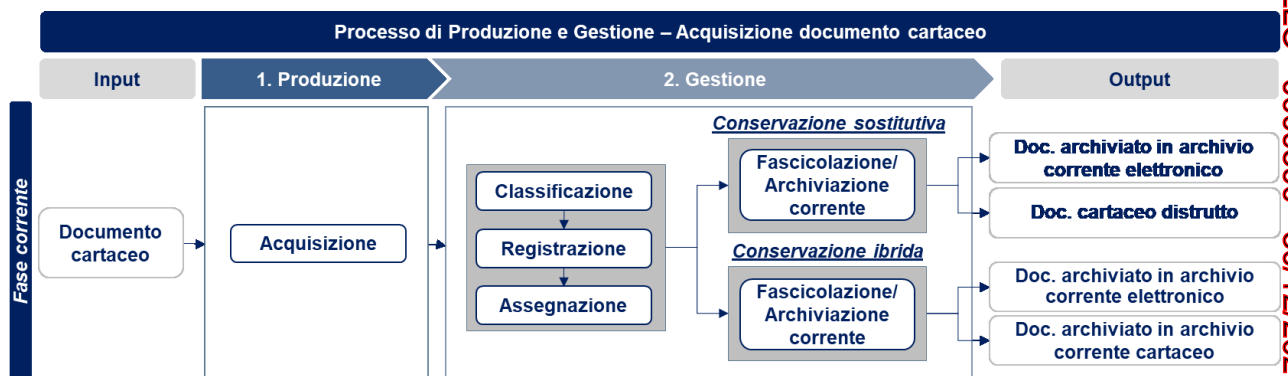 Processo di Produzione e Gestione – Acquisizione documento cartaceo
Input
1. Produzione
2. Gestione
Output
Fase corrente
Documento
cartaceo
Acquisizione
Classificazione
Registrazione
Assegnazione
Conservazione sostitutiva
Fascicolazione/
Archiviazione
corrente
Conservazione ibrida
Fascicolazione/
Archiviazione
corrente
Doc. archiviato in archivio
corrente elettronico
Doc. cartaceo distrutto
Doc. archiviato in archivio
corrente elettronico
Doc. archiviato in archivio
corrente cartaceo